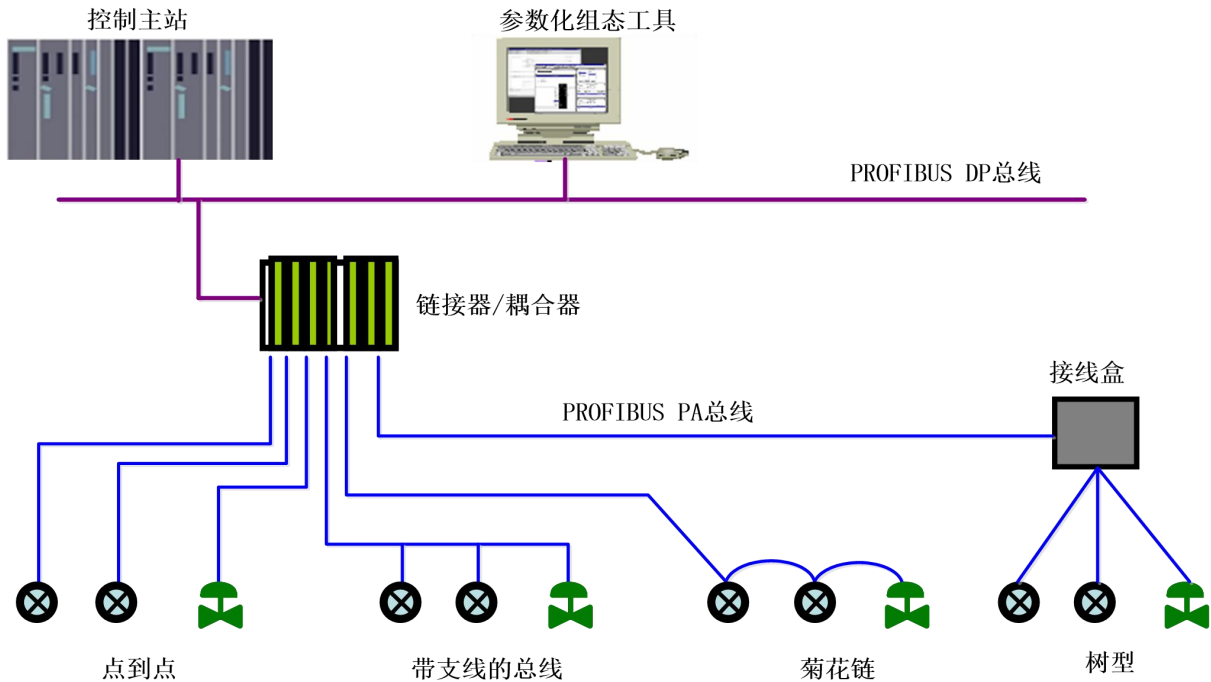 控制主站
参数化组态工具
PROFIBUS DP总线
链接器/耦合器
接线盒
PROFIBUS PA总线
点到点
带支线的总线
菊花链
树型